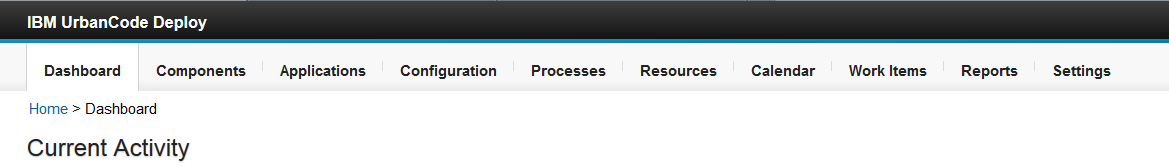 IBM UrbanCode Deploy
Dashboard Components Applications Configuration Processes Resources Calendar Work Items Reports Settings
Home > Dashboard
Current Activity